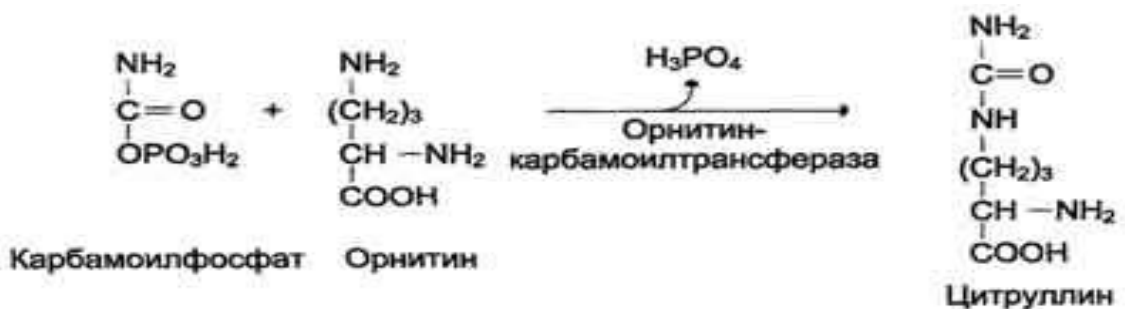 NH₂
C=O
OPO₃H₂
+
NH₂
(CH₂)₃
CH –NH₂
COOH
H₃PO₄
Орнитин-
карбамоилтрансфераза
NH₂
C=O
NH
(CH₂)₃
CH –NH₂
COOH
Карбамоилфосфат Орнитин
Цитруллин